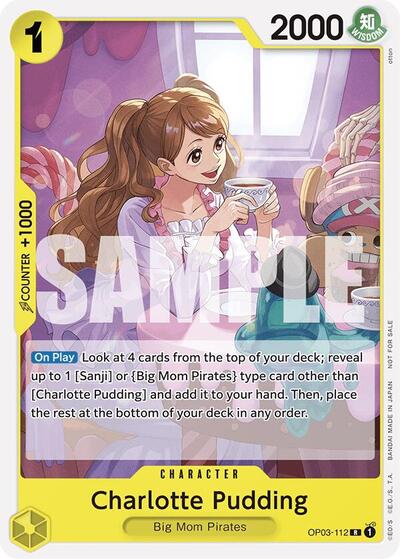 1
2000
知
WISDOM
otton
COUNTER +1000
SAMPLE
On Play Look at 4 cards from the top of your deck; reveal
up to 1 [Sanji] or {Big Mom Pirates} type card other than
[Charlotte Pudding] and add it to your hand. Then, place
the rest at the bottom of your deck in any order.
CHARACTER
Charlotte Pudding
Big Mom Pirates
OP03-112 R 1
©E.O./S. ©E.O./S., T.A. BANDAI MADE IN JAPAN NOT FOR SALE